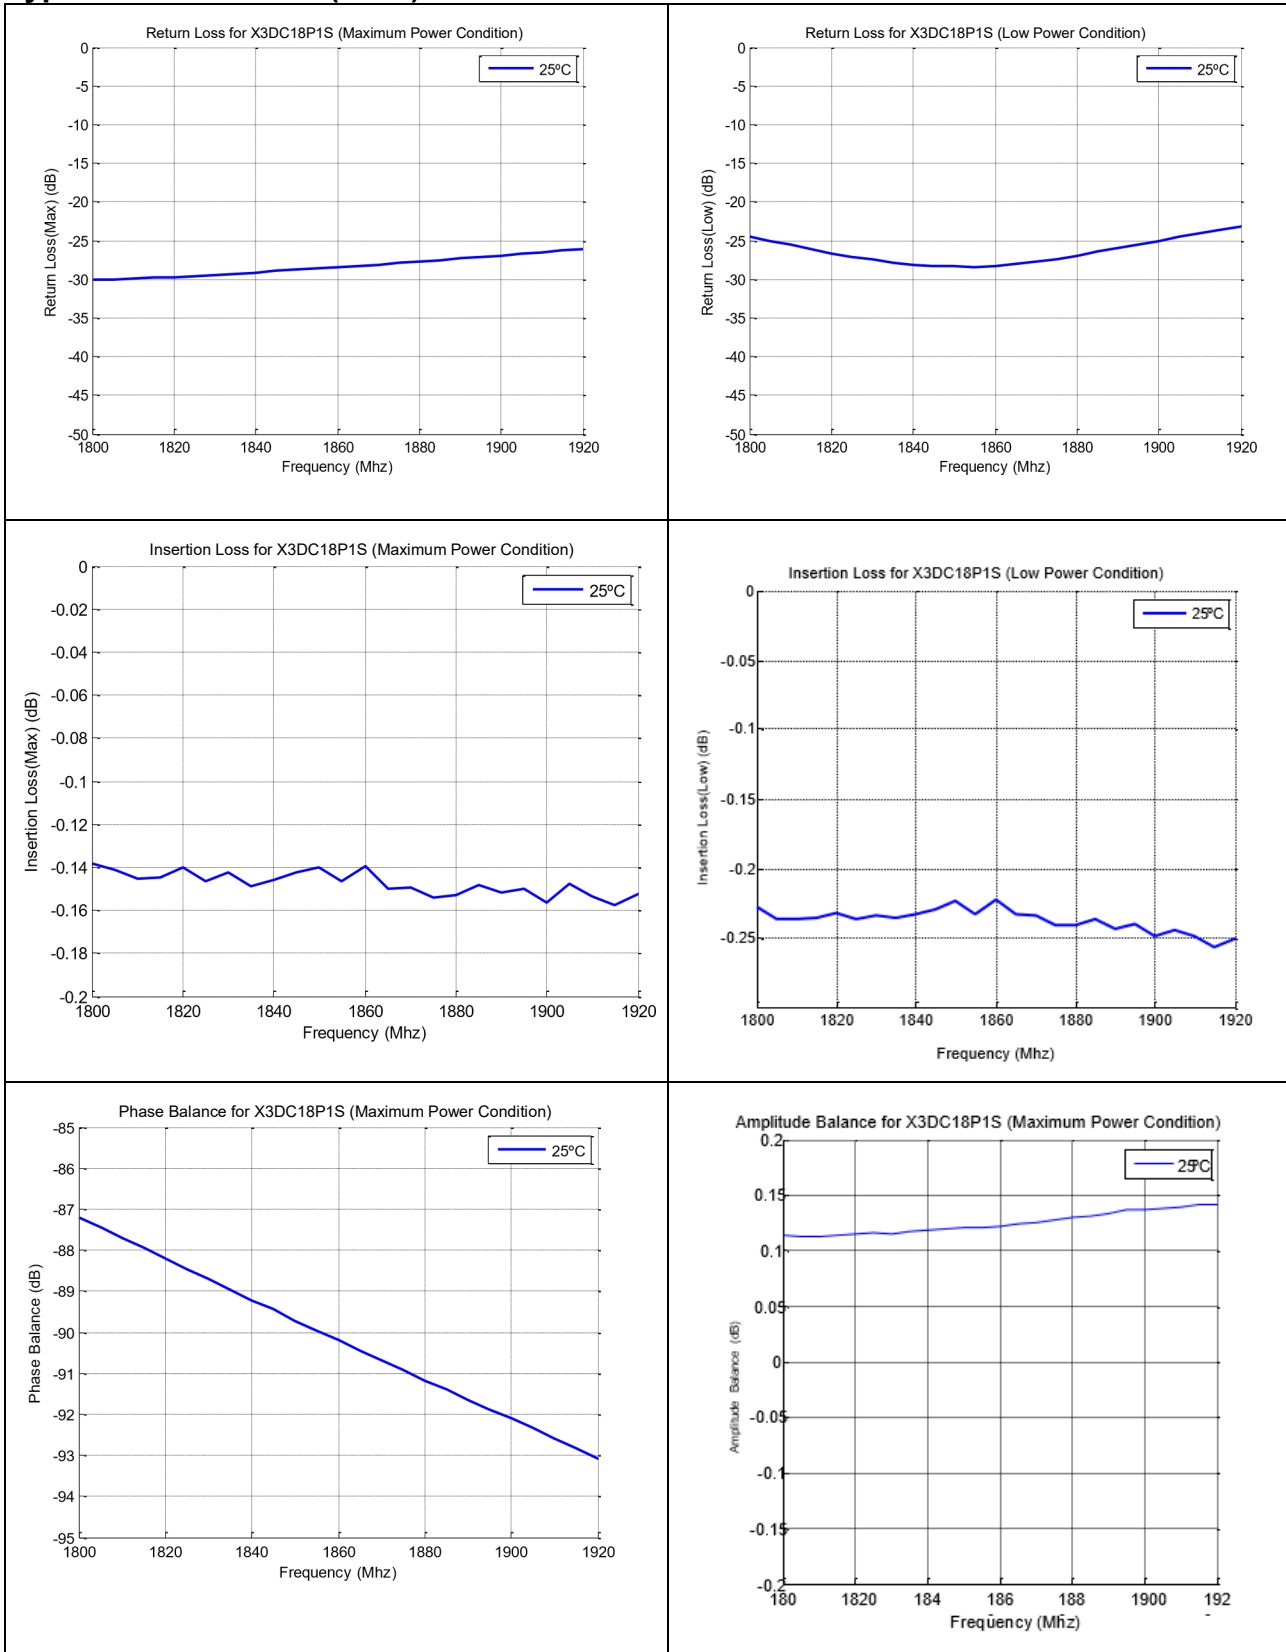 Return Loss for X3DC18P1S (Maximum Power Condition)
25ºC
0
-5
-10
-15
-20
-25
-30
-35
-40
-45
-50
Return Loss(Max) (dB)
1800 1820 1840 1860 1880 1900 1920
Frequency (Mhz)
Return Loss for X3DC18P1S (Low Power Condition)
25ºC
0
-5
-10
-15
-20
-25
-30
-35
-40
-45
-50
Return Loss(Low) (dB)
1800 1820 1840 1860 1880 1900 1920
Frequency (Mhz)
Insertion Loss for X3DC18P1S (Maximum Power Condition)
25ºC
0
-0.02
-0.04
-0.06
-0.08
-0.1
-0.12
-0.14
-0.16
-0.18
-0.2
Insertion Loss(Max) (dB)
1800 1820 1840 1860 1880 1900 1920
Frequency (Mhz)
Insertion Loss for X3DC18P1S (Low Power Condition)
25ºC
0
-0.05
-0.1
-0.15
-0.2
-0.25
Insertion Loss(Low) (dB)
1800 1820 1840 1860 1880 1900 1920
Frequency (Mhz)
Phase Balance for X3DC18P1S (Maximum Power Condition)
25ºC
-85
-86
-87
-88
-89
-90
-91
-92
-93
-94
-95
Phase Balance (dB)
1800 1820 1840 1860 1880 1900 1920
Frequency (Mhz)
Amplitude Balance for X3DC18P1S (Maximum Power Condition)
25ºC
0.2
0.15
0.1
0.05
0
-0.05
-0.1
-0.15
-0.2
Amplitude Balance (dB)
180 1820 184 186 188 1900 192
Frequency (Mhz)